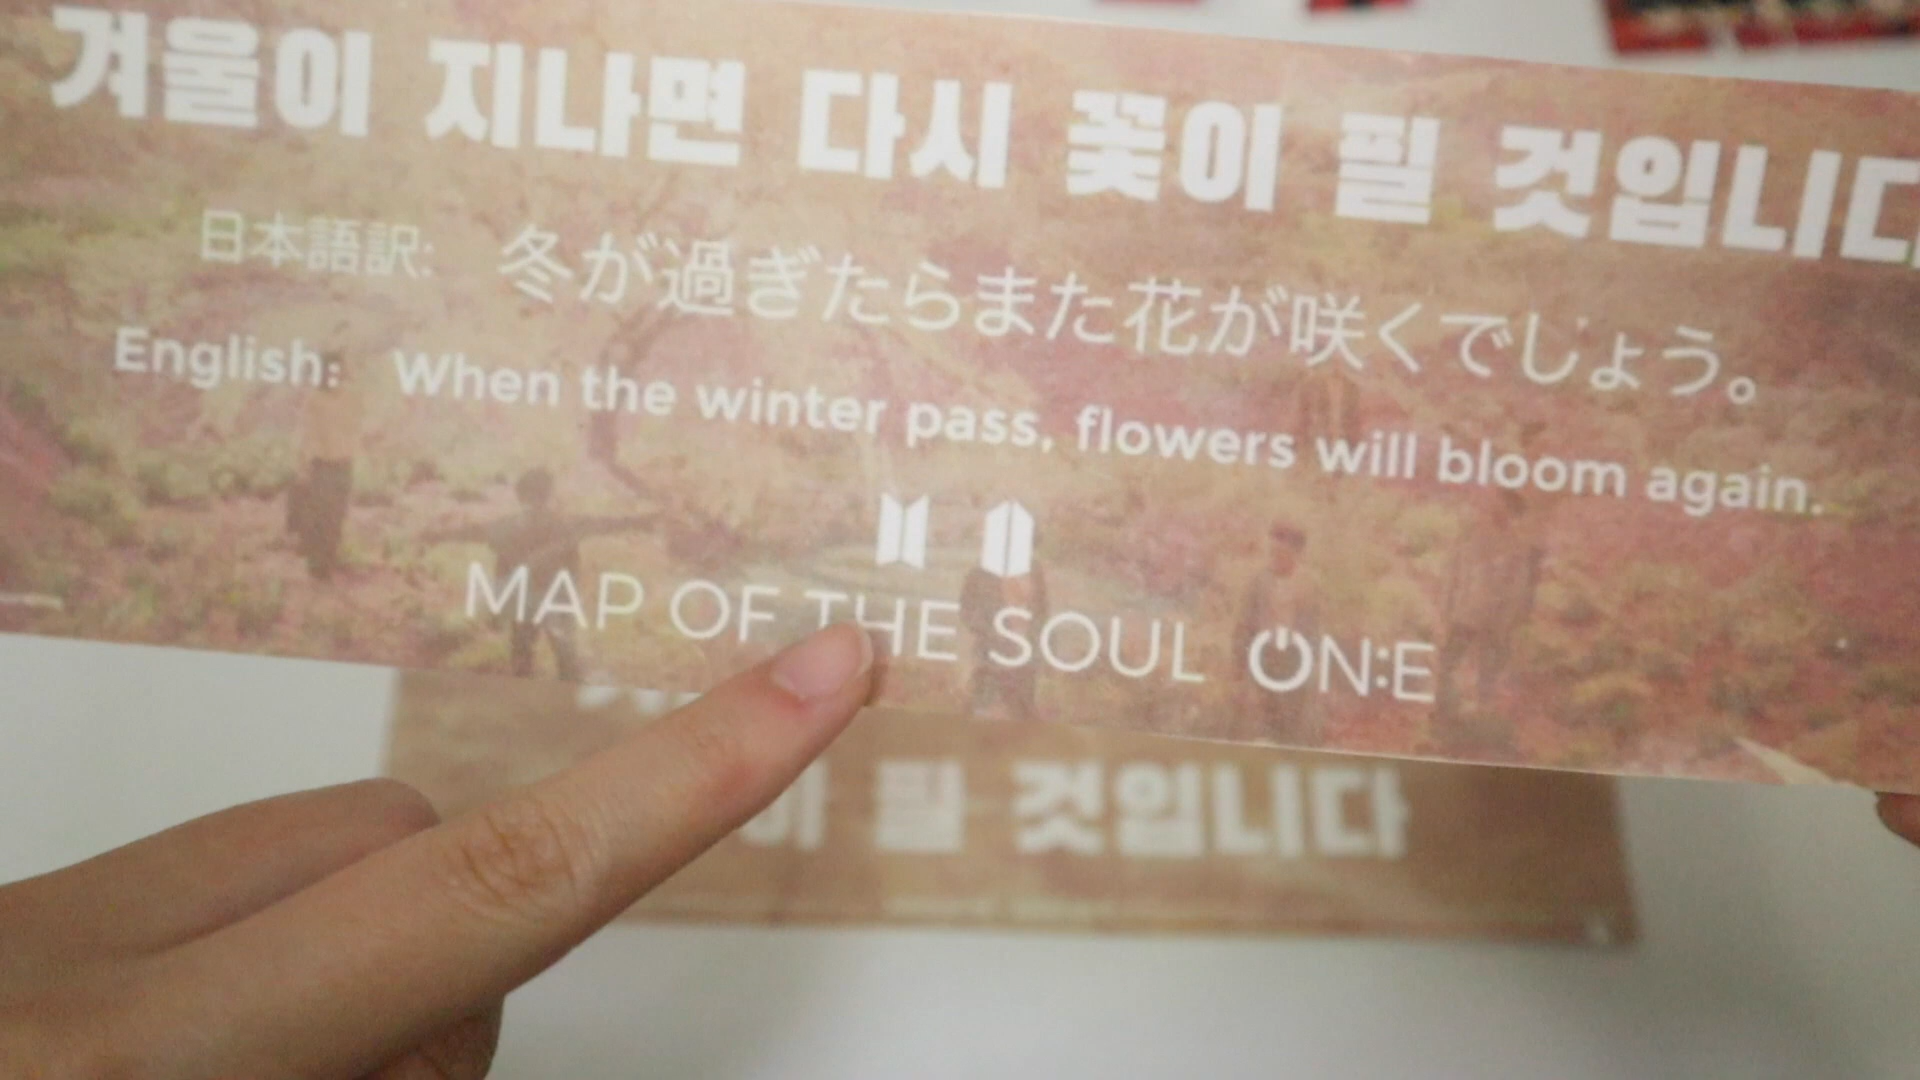 겨울이 지나면 다시 꽃이 필 것입니다
日本語訳: 冬が過ぎたらまた花が咲くでしょう。
English: When the winter pass, flowers will bloom again.
MAP OF THE SOUL ON:E
이 필 것입니다